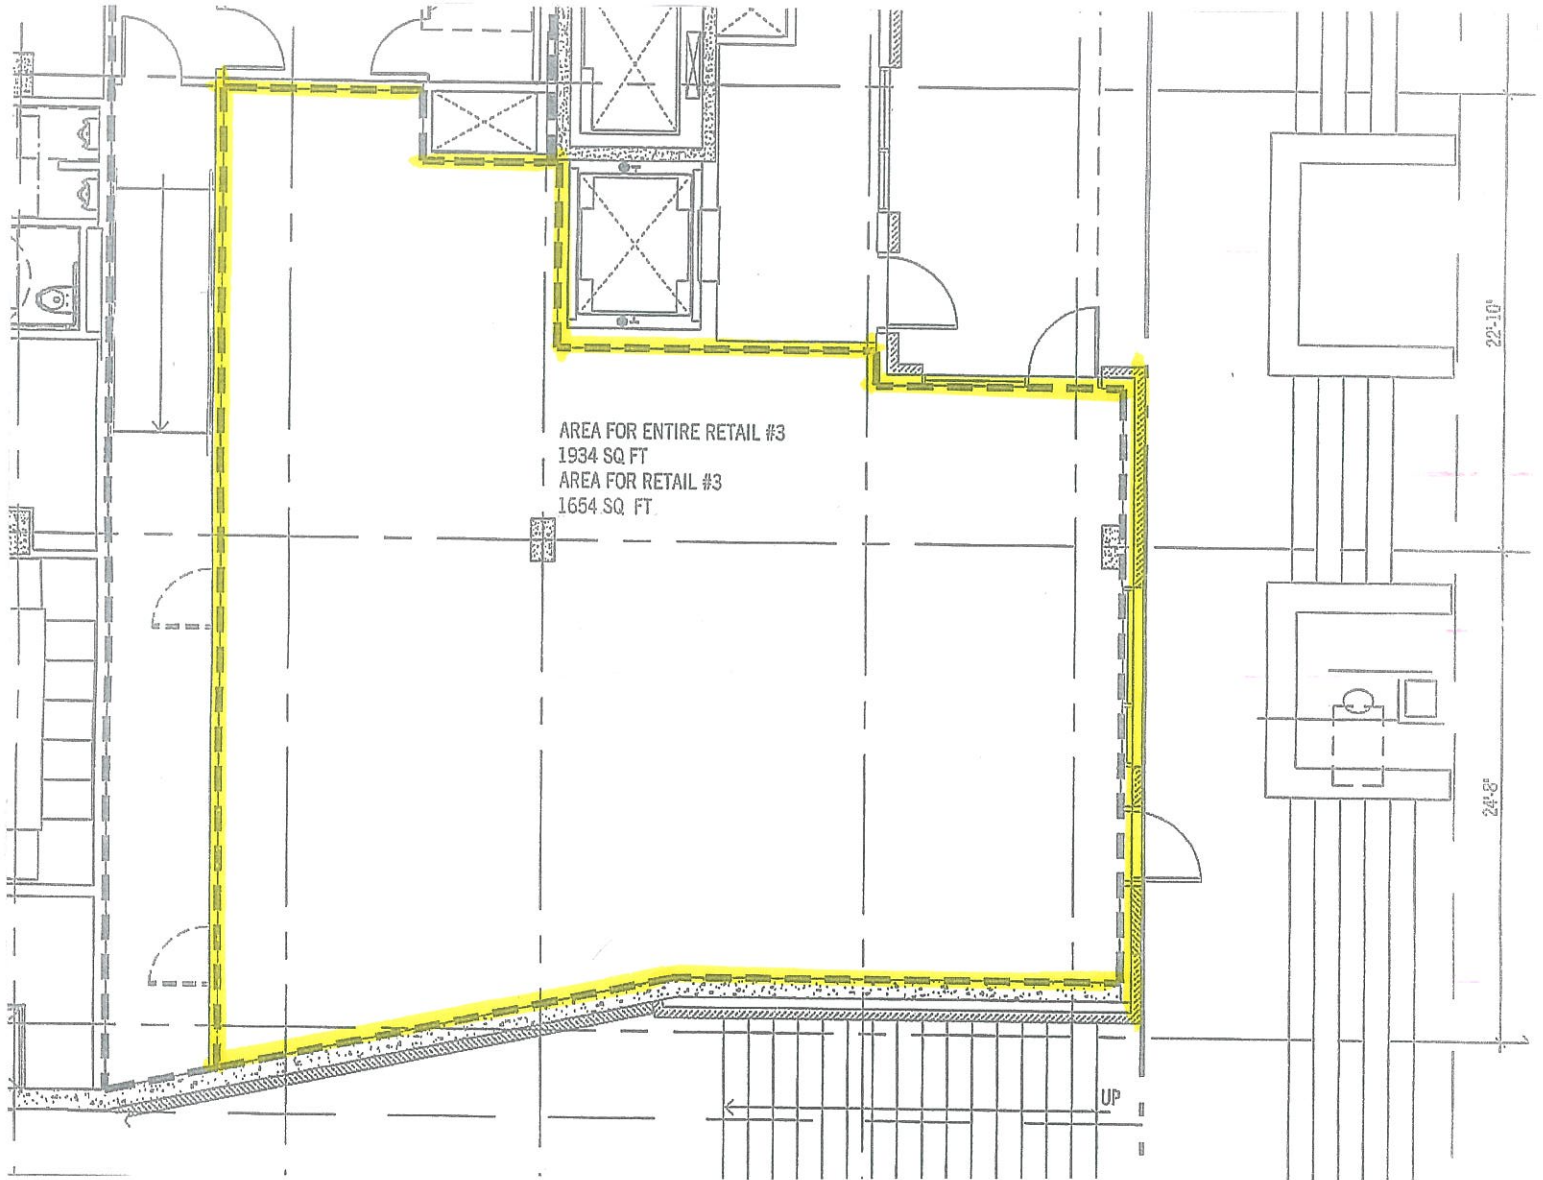 AREA FOR ENTIRE RETAIL #3
1934 SQ FT
AREA FOR RETAIL #3
1654 SQ FT
22'-10"
24'-8"
UP